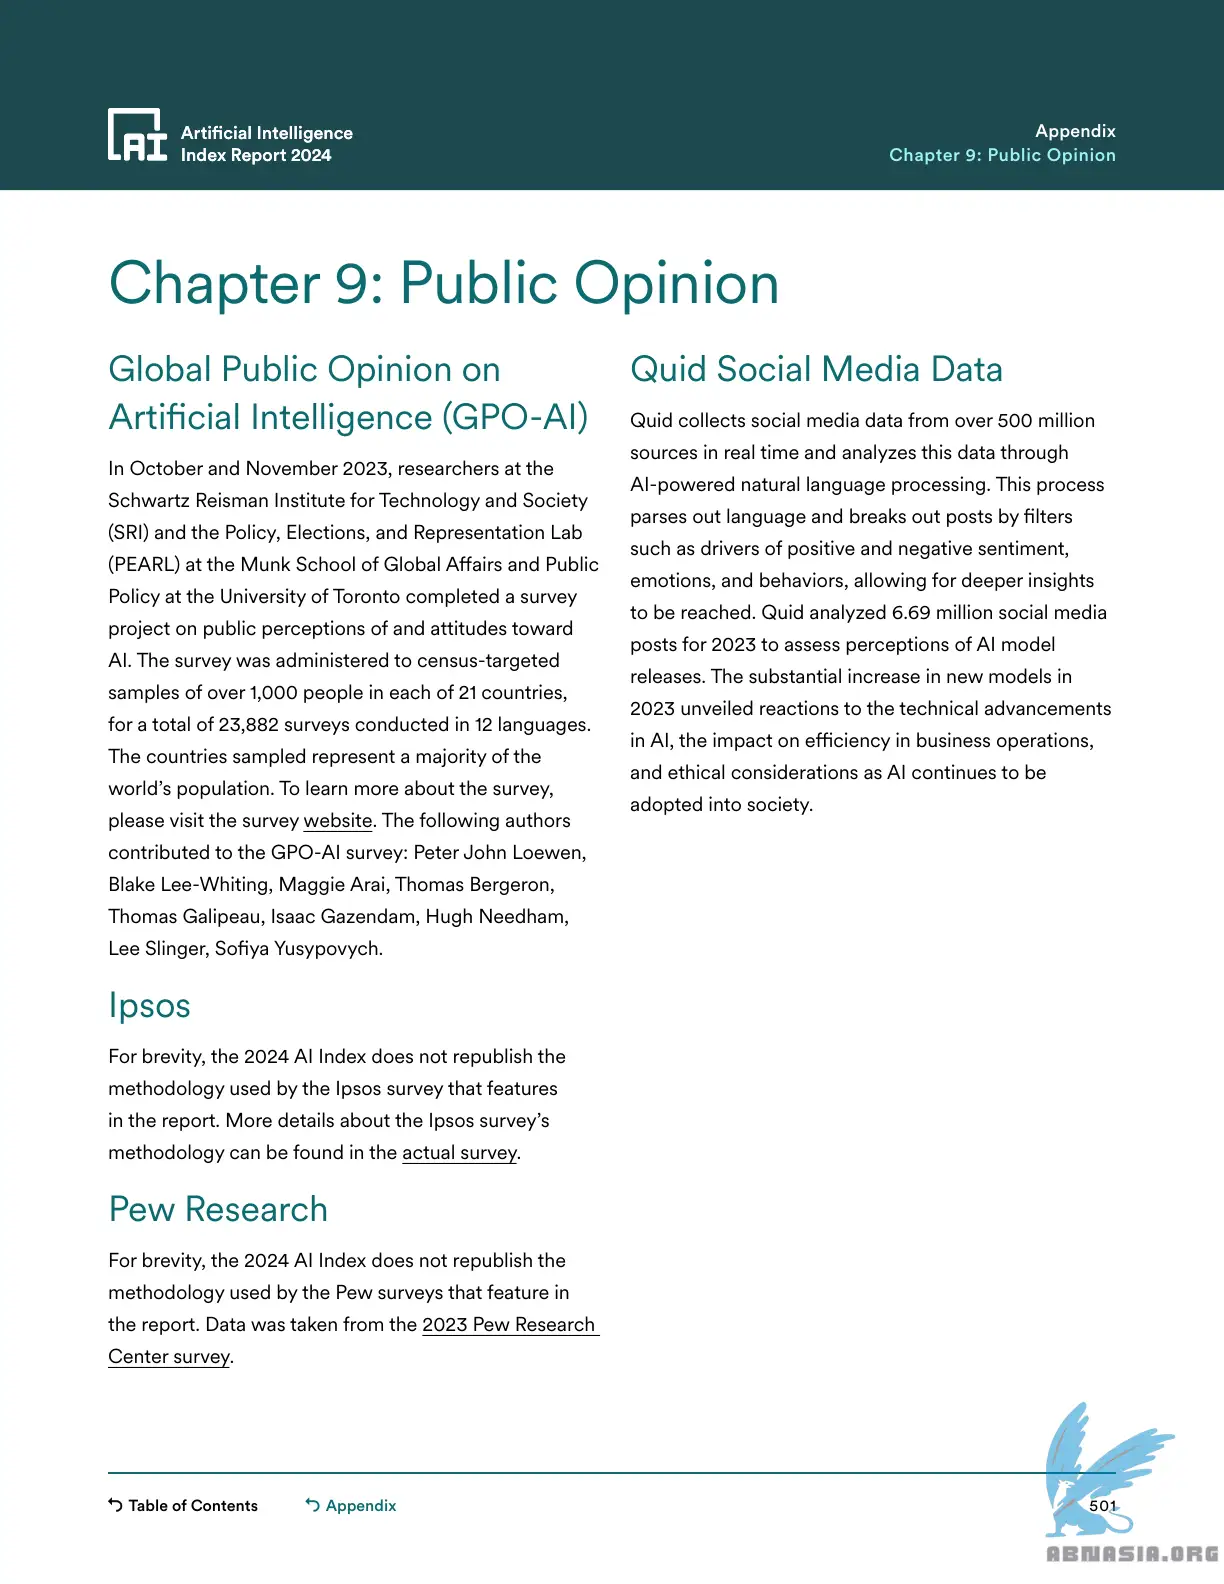 Artificial Intelligence
Index Report 2024
Appendix
Chapter 9: Public Opinion
Chapter 9: Public Opinion
Global Public Opinion on
Artificial Intelligence (GPO-AI)
In October and November 2023, researchers at the
Schwartz Reisman Institute for Technology and Society
(SRI) and the Policy, Elections, and Representation Lab
(PEARL) at the Munk School of Global Affairs and Public
Policy at the University of Toronto completed a survey
project on public perceptions of and attitudes toward
AI. The survey was administered to census-targeted
samples of over 1,000 people in each of 21 countries,
for a total of 23,882 surveys conducted in 12 languages.
The countries sampled represent a majority of the
world's population. To learn more about the survey,
please visit the survey website. The following authors
contributed to the GPO-AI survey: Peter John Loewen,
Blake Lee-Whiting, Maggie Arai, Thomas Bergeron,
Thomas Galipeau, Isaac Gazendam, Hugh Needham,
Lee Slinger, Sofiya Yusypovych.
Ipsos
For brevity, the 2024 AI Index does not republish the
methodology used by the Ipsos survey that features
in the report. More details about the Ipsos survey's
methodology can be found in the actual survey.
Pew Research
For brevity, the 2024 AI Index does not republish the
methodology used by the Pew surveys that feature in
the report. Data was taken from the 2023 Pew Research
Center survey.
Quid Social Media Data
Quid collects social media data from over 500 million
sources in real time and analyzes this data through
AI-powered natural language processing. This process
parses out language and breaks out posts by filters
such as drivers of positive and negative sentiment,
emotions, and behaviors, allowing for deeper insights
to be reached. Quid analyzed 6.69 million social media
posts for 2023 to assess perceptions of AI model
releases. The substantial increase in new models in
2023 unveiled reactions to the technical advancements
in AI, the impact on efficiency in business operations,
and ethical considerations as AI continues to be
adopted into society.
Table of Contents
Appendix
501
ABNASIA.ORG